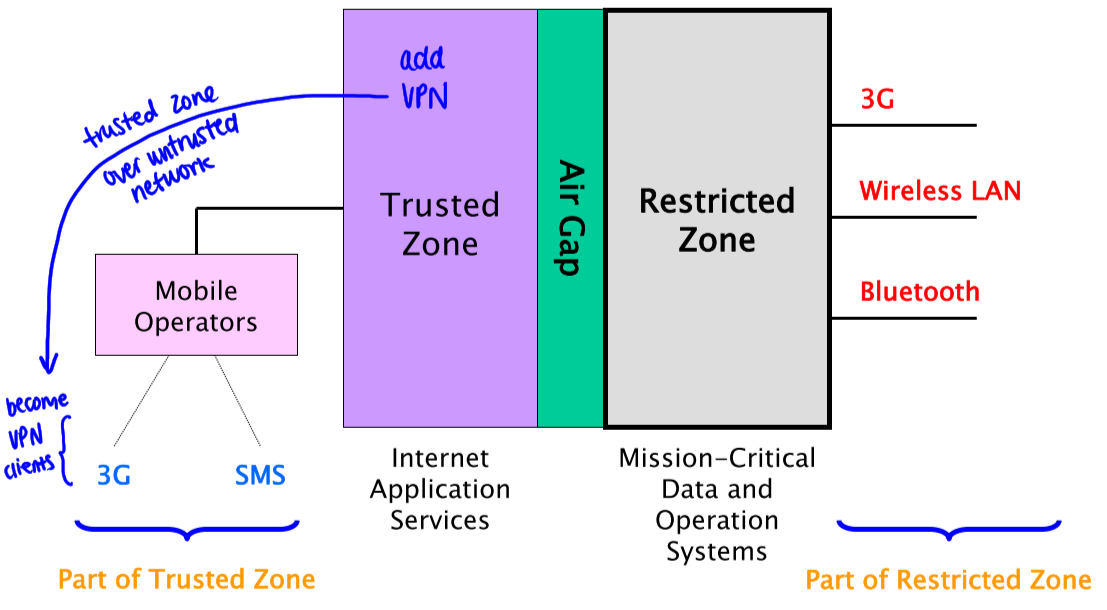 add
VPN
trusted zone
over untrusted
network
3G
Wireless LAN
Bluetooth
Trusted
Zone
Air Gap
Restricted
Zone
Mobile
Operators
become
VPN
clients
3G
SMS
Internet
Application
Services
Mission-Critical
Data and
Operation
Systems
Part of Trusted Zone
Part of Restricted Zone